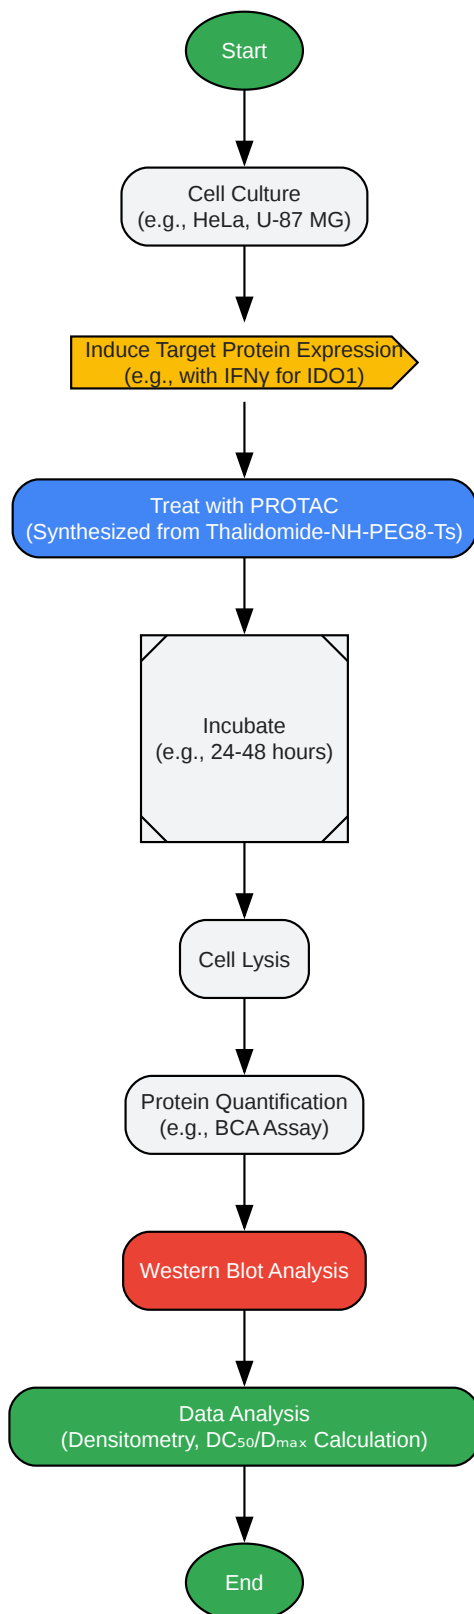 Start
Cell Culture
(e.g., HeLa, U-87 MG)
Induce Target Protein Expression
(e.g., with IFNγ for IDO1)
Treat with PROTAC
(Synthesized from Thalidomide-NH-PEG8-Ts)
Incubate
(e.g., 24-48 hours)
Cell Lysis
Protein Quantification
(e.g., BCA Assay)
Western Blot Analysis
Data Analysis
(Densitometry, DC₅₀/Dₘₐₓ Calculation)
End